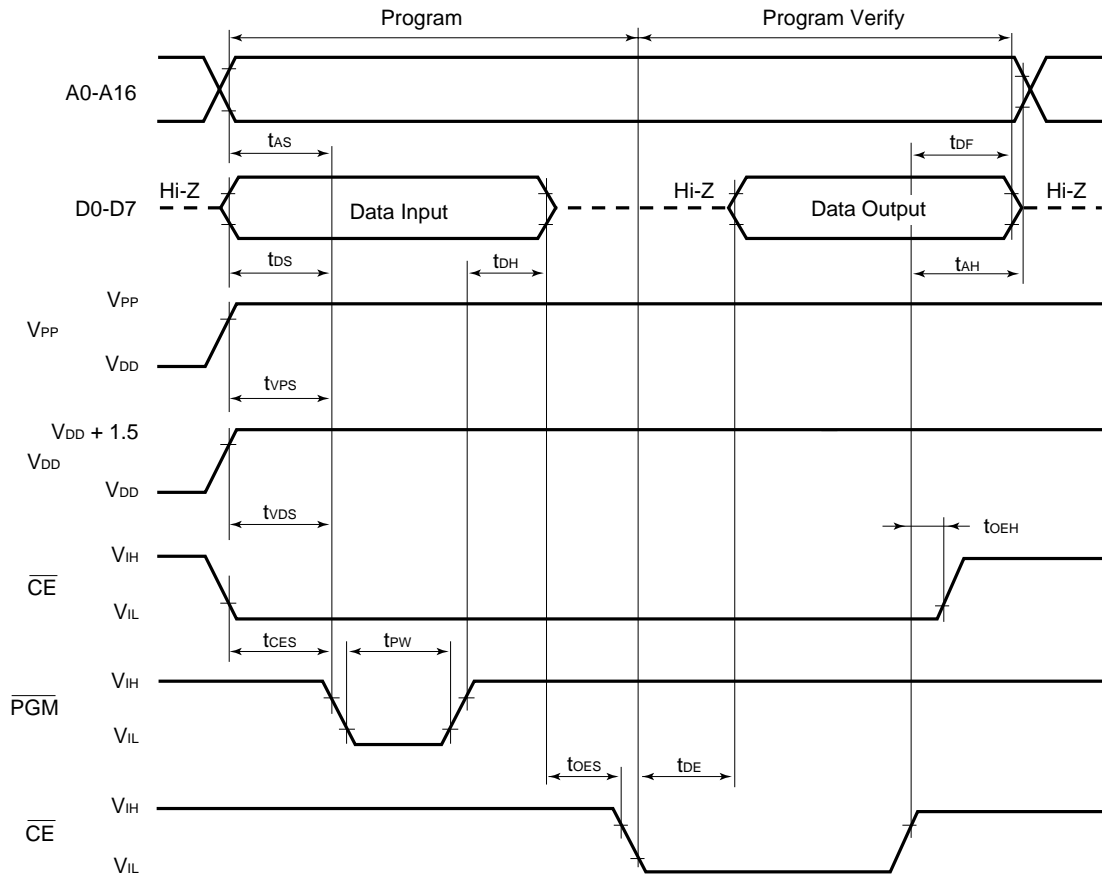 Program Program Verify
A0-A16
tAS tDF
Hi-Z Hi-Z Hi-Z
D0-D7 Data Input Data Output
tDS tDH tAH
VPP
VPP
VDD
tVPS
VDD + 1.5
VDD
VDD
tVDS tOEH
VIH
CE
VIL
tCES tPW
VIH
PGM
VIL
tOES tDE
VIH
CE
VIL